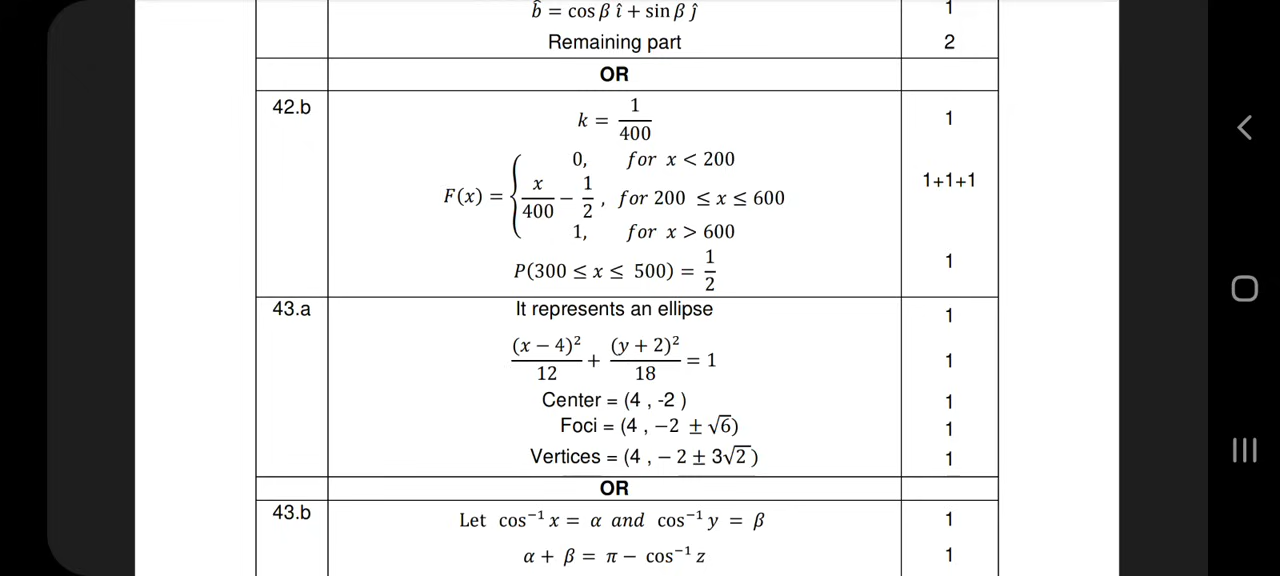 b̂ = cos β î + sin β ĵ 1
Remaining part 2
OR
42.b k = 1/400 1
F(x) = { 0, for x < 200
x/400 − 1/2 , for 200 ≤ x ≤ 600 1+1+1
1, for x > 600
P(300 ≤ x ≤ 500) = 1/2 1
43.a It represents an ellipse 1
(x − 4)²/12 + (y + 2)²/18 = 1 1
Center = (4 , -2 ) 1
Foci = (4 , −2 ± √6) 1
Vertices = (4 , − 2 ± 3√2 ) 1
OR
43.b Let cos⁻¹ x = α and cos⁻¹ y = β 1
α + β = π − cos⁻¹ z 1